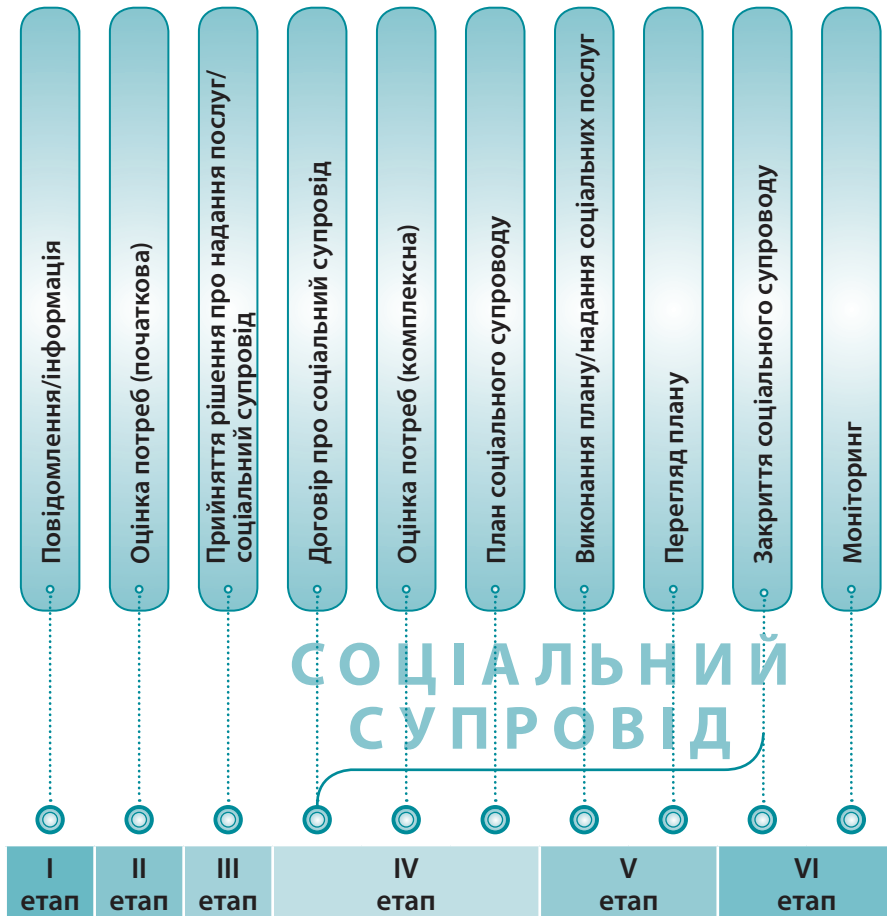 Повідомлення/інформація
Оцінка потреб (початкова)
Прийняття рішення про надання послуг/
соціальний супровід
Договір про соціальний супровід
Оцінка потреб (комплексна)
План соціального супроводу
Виконання плану/надання соціальних послуг
Перегляд плану
Закриття соціального супроводу
Моніторинг
СОЦІАЛЬНИЙ
СУПРОВІД
I
етап
II
етап
III
етап
IV
етап
V
етап
VI
етап